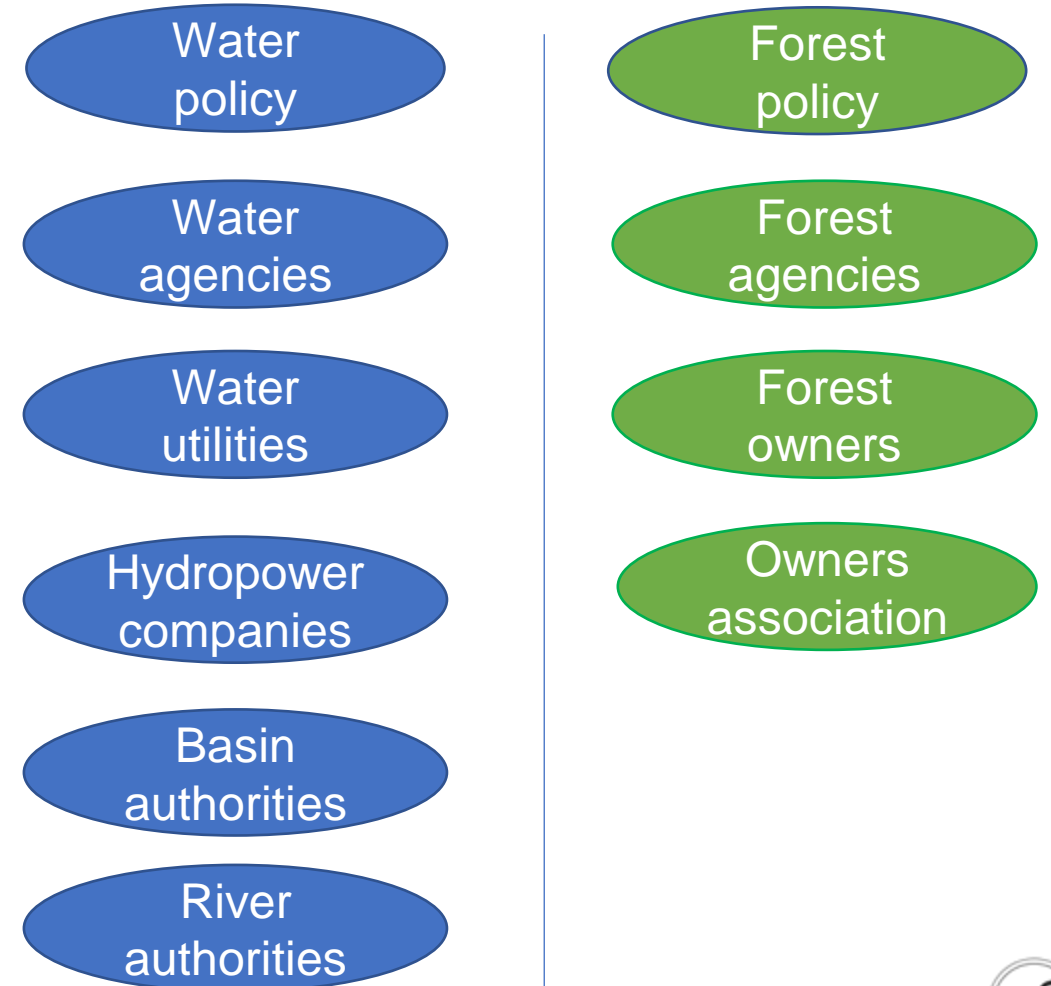 Water
policy
Water
agencies
Water
utilities
Hydropower
companies
Basin
authorities
River
authorities
Forest
policy
Forest
agencies
Forest
owners
Owners
association